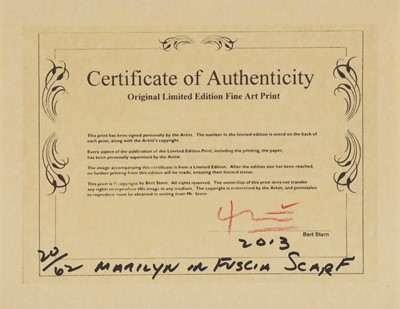 Certificate of Authenticity
Original Limited Edition Fine Art Print
This print has been signed personally by the Artist. The number in the limited edition is noted on the back of
each print, along with the Artist's copyright.
Every aspect of the publication of this Limited Edition Print, including the printing, the paper,
has been personally supervised by the Artist.
The image accompanying this certificate is from a Limited Edition. After the edition size has been reached,
no further printing from this edition will be made, ensuring their limited status.
This print is © copyright by Bert Stern. All rights reserved. The ownership of this print does not transfer
any rights to reproduce this image in any medium. The copyright is maintained by the Artist, and permission
to reproduce must be obtained in writing from Mr. Stern.
Bert Stern
2013
20/62 MARILYN IN FUSCIA SCARF